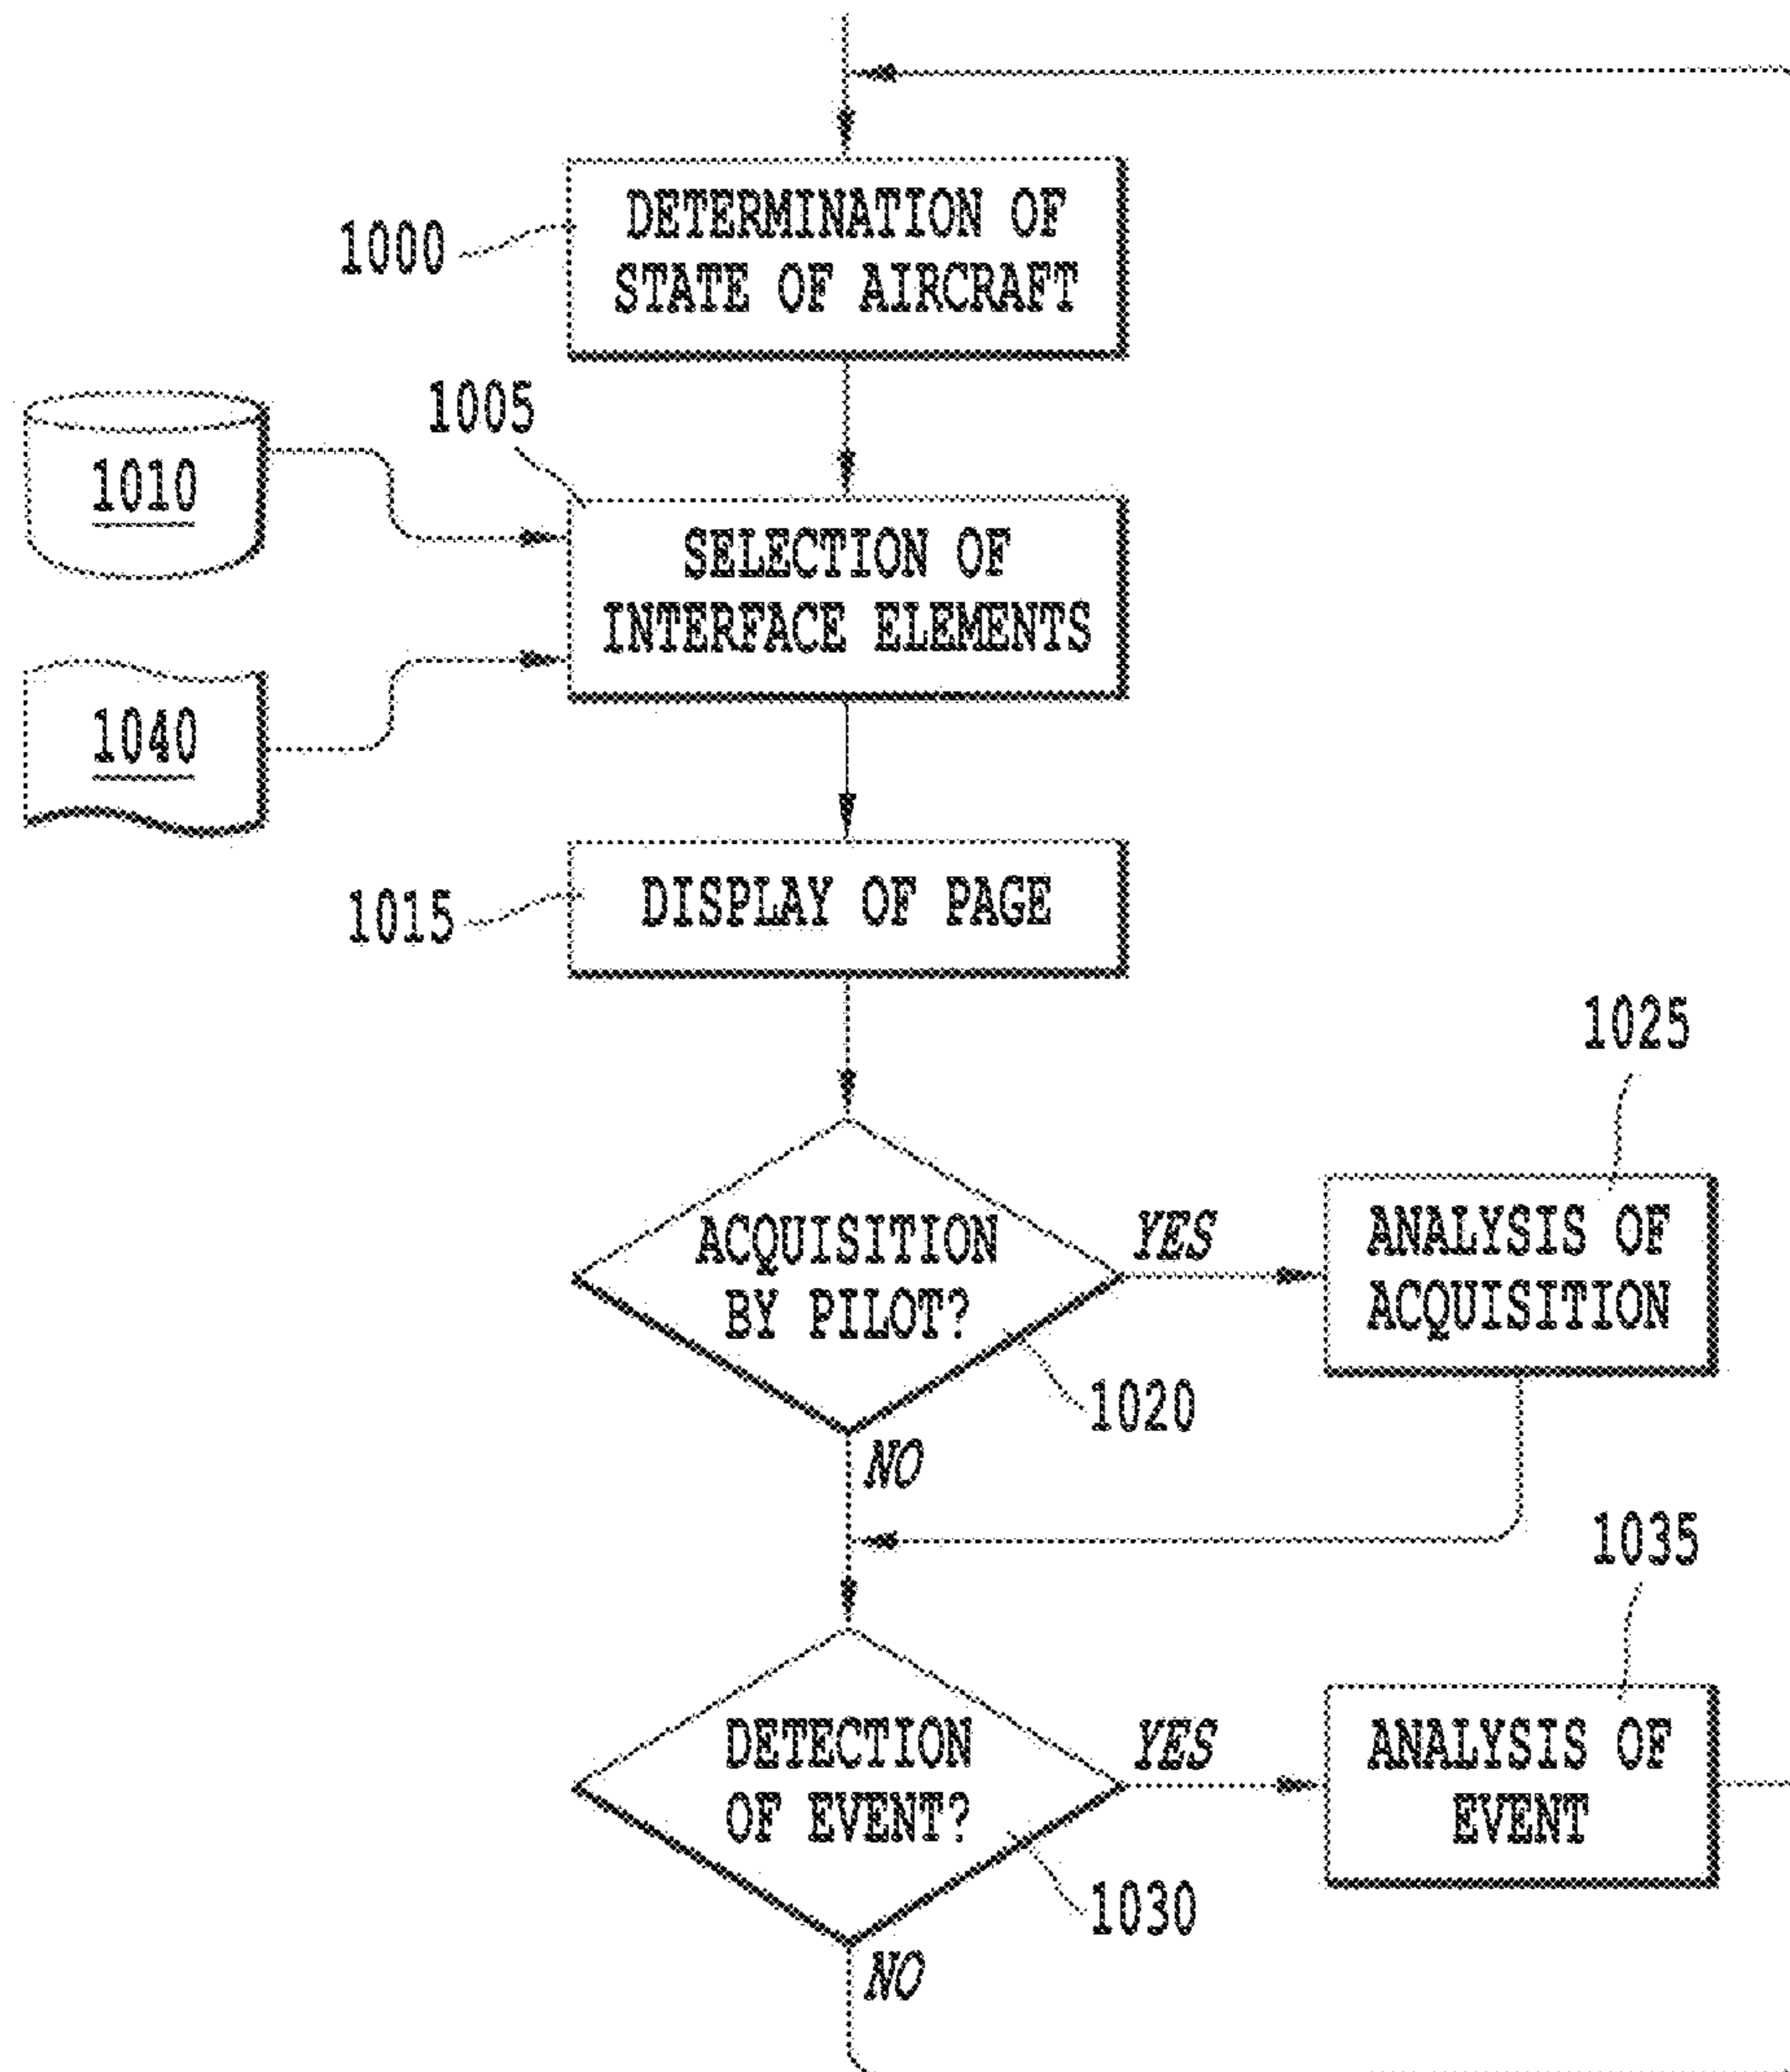 1000
DETERMINATION OF
STATE OF AIRCRAFT
1005
1010
SELECTION OF
INTERFACE ELEMENTS
1040
1015
DISPLAY OF PAGE
1025
ACQUISITION
BY PILOT?
YES
ANALYSIS OF
ACQUISITION
1020
NO
1035
DETECTION
OF EVENT?
YES
ANALYSIS OF
EVENT
1030
NO